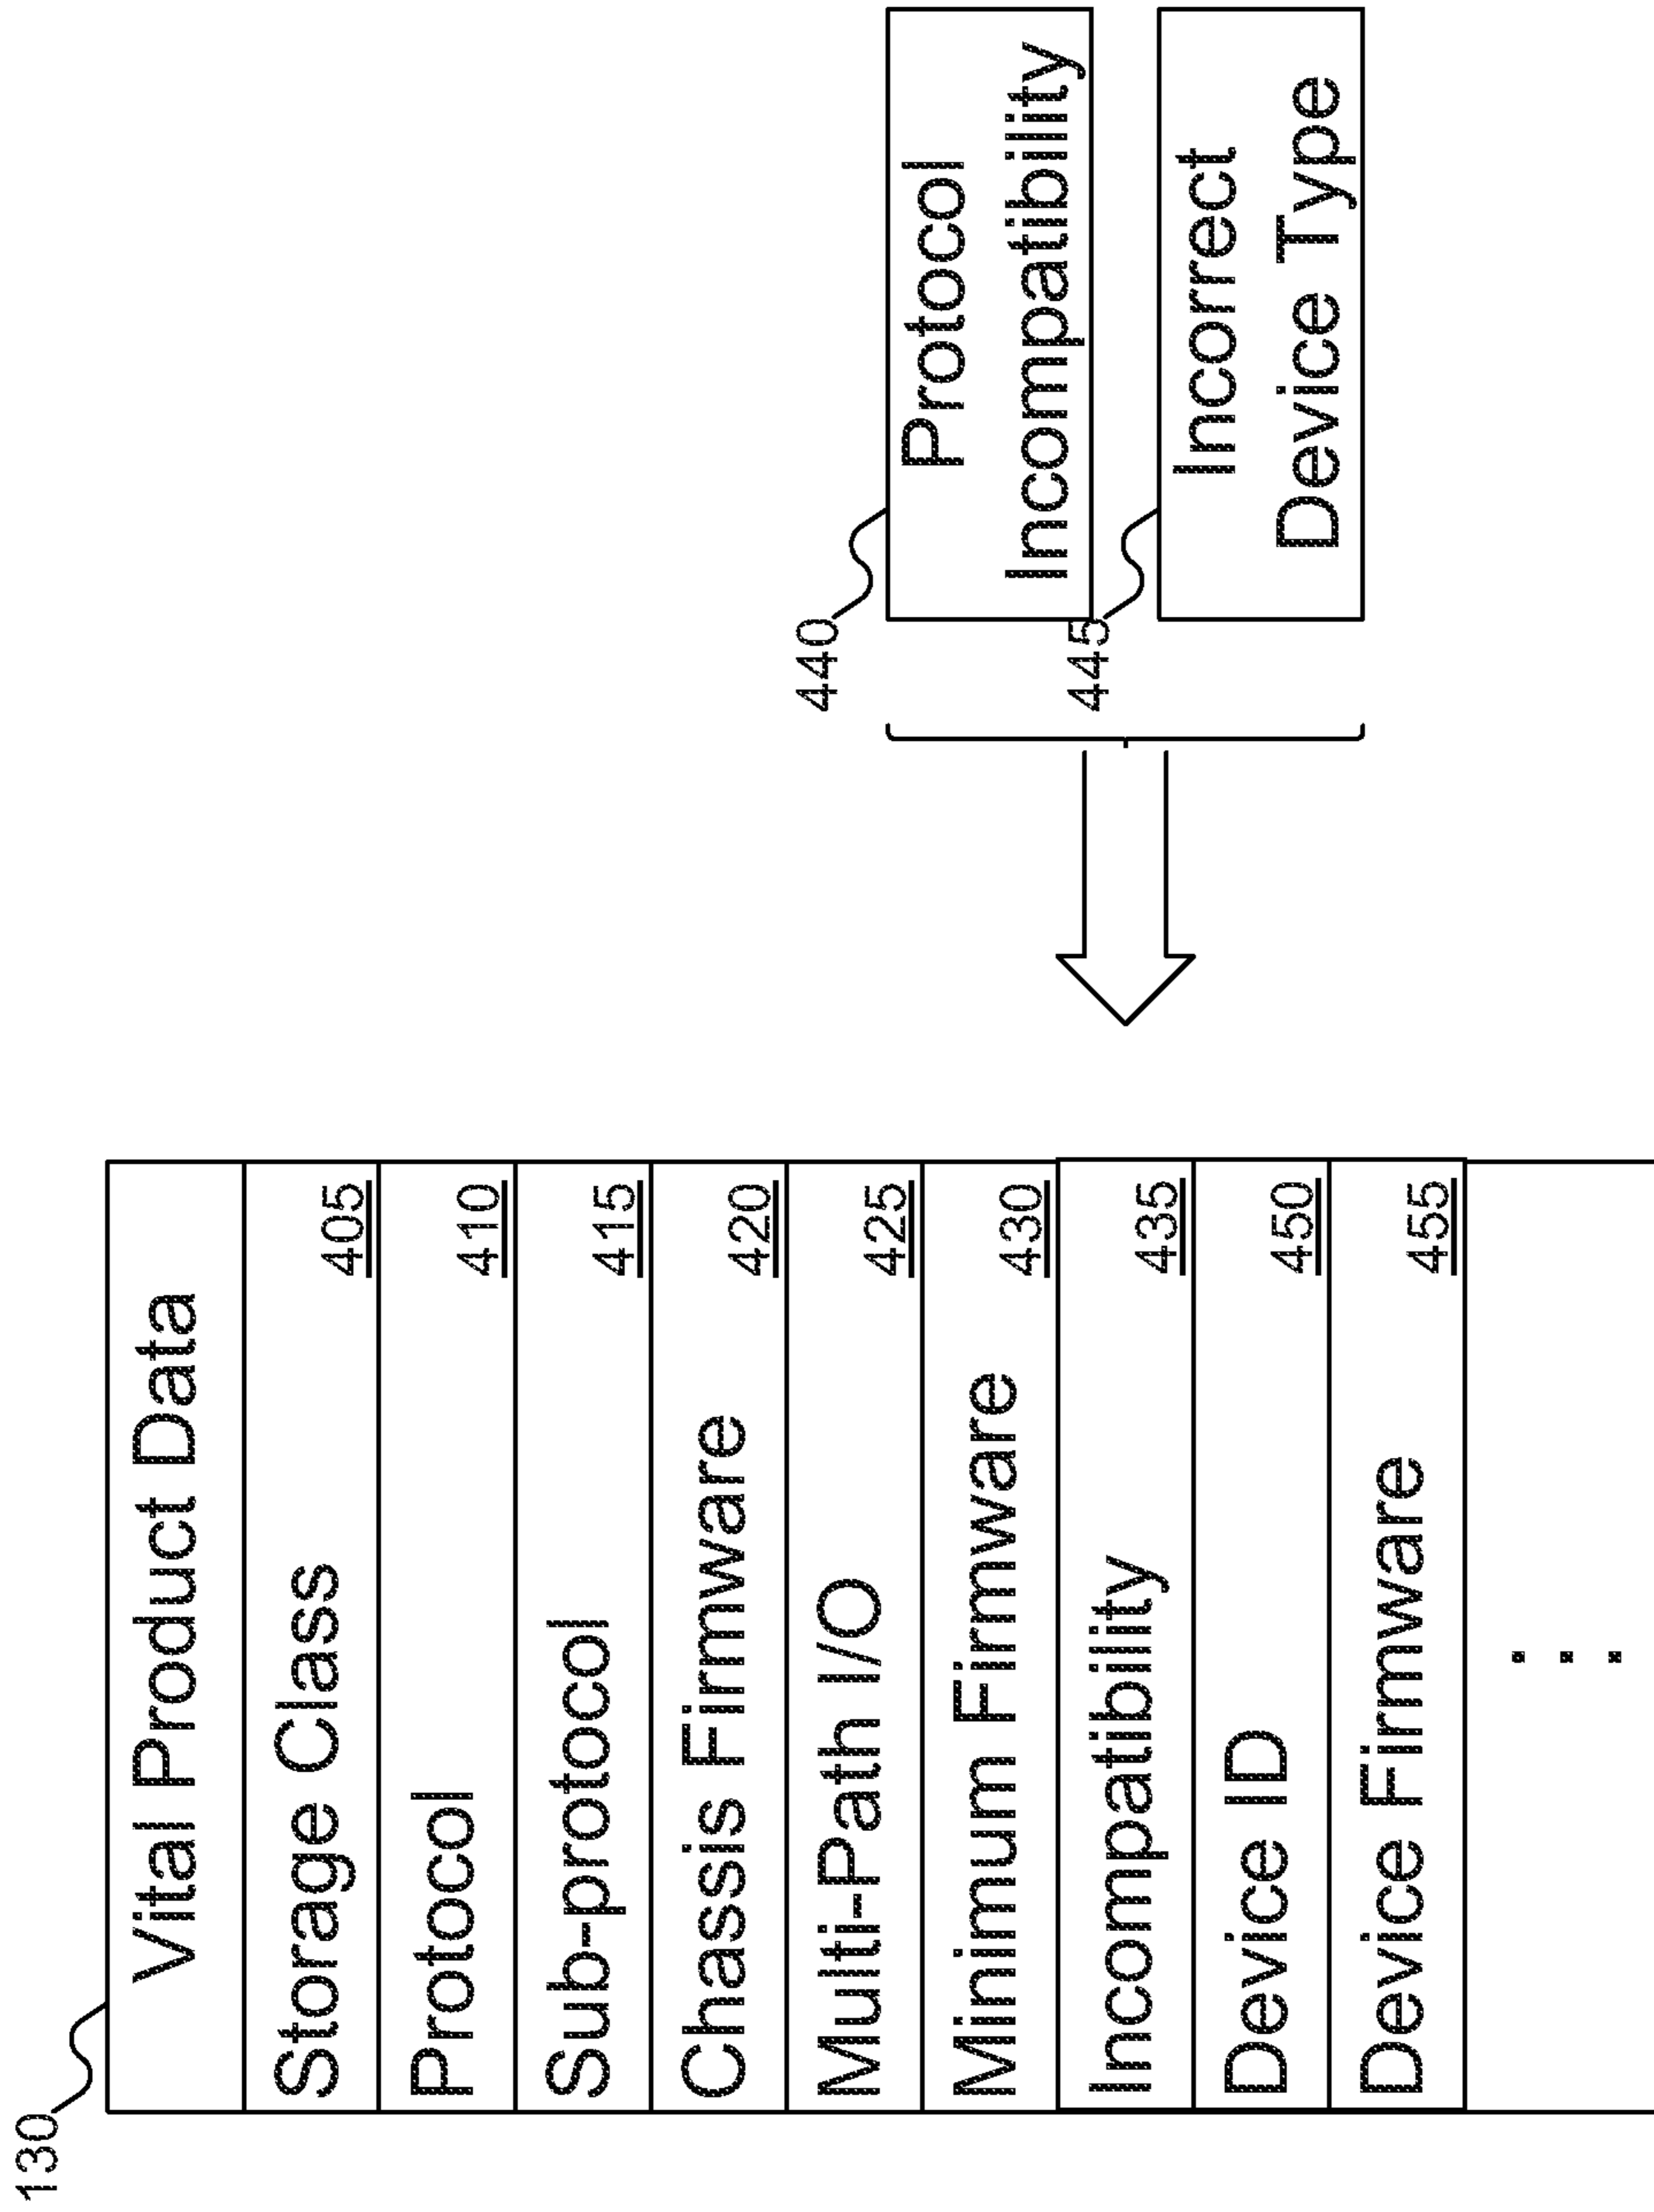 130
Vital Product Data
Storage Class 405
Protocol 410
Sub-protocol 415
Chassis Firmware 420
Multi-Path I/O 425
Minimum Firmware 430
Incompatibility 435
Device ID 450
Device Firmware 455
440
Protocol
Incompatibility
445
Incorrect
Device Type